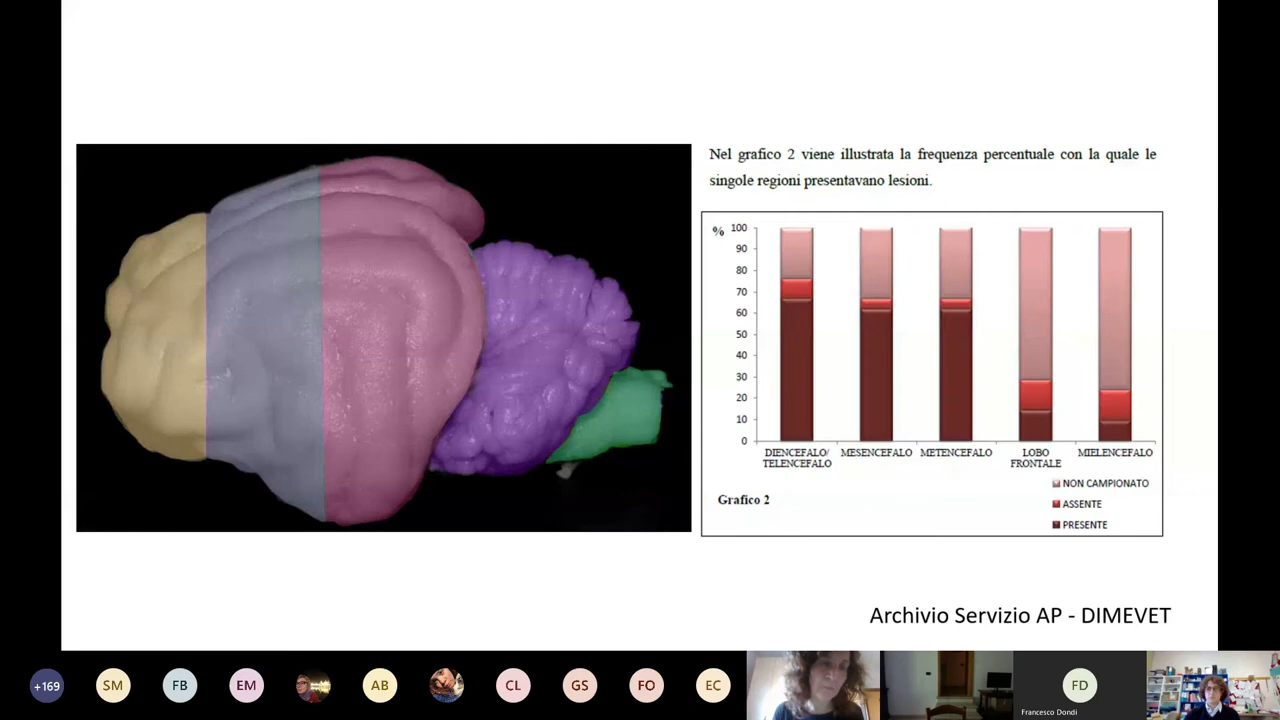 Nel grafico 2 viene illustrata la frequenza percentuale con la quale le
singole regioni presentavano lesioni.
%
100
90
80
70
60
50
40
30
20
10
0
DIENCEFALO/
TELENCEFALO
MESENCEFALO
METENCEFALO
LOBO
FRONTALE
MIELENCEFALO
NON CAMPIONATO
ASSENTE
PRESENTE
Grafico 2
Archivio Servizio AP - DIMEVET
+169
SM
FB
EM
AB
CL
GS
FO
EC
FD
Francesco Dondi